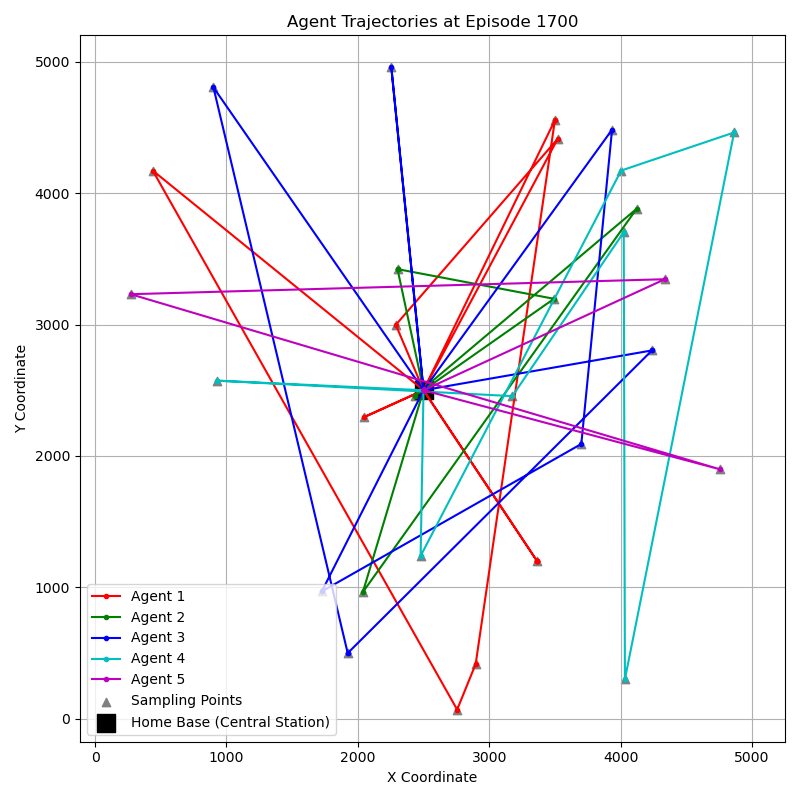 Agent Trajectories at Episode 1700
Y Coordinate
5000
4000
3000
2000
1000
0
Agent 1
Agent 2
Agent 3
Agent 4
Agent 5
Sampling Points
Home Base (Central Station)
0 1000 2000 3000 4000 5000
X Coordinate